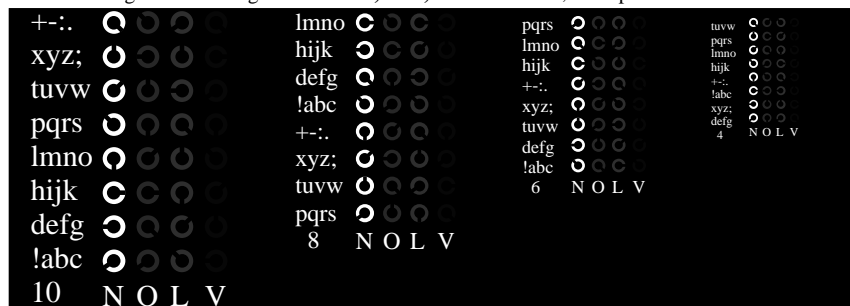 +-:.
xyz;
tuvw
pqrs
lmno
hijk
defg
!abc
10 N O L V
lmno
hijk
defg
!abc
+-:.
xyz;
tuvw
pqrs
8 N O L V
pqrs
lmno
hijk
+-:.
xyz;
tuvw
defg
!abc
6 N O L V
tuvw
pqrs
lmno
hijk
+-:.
!abc
xyz;
defg
4 N O L V